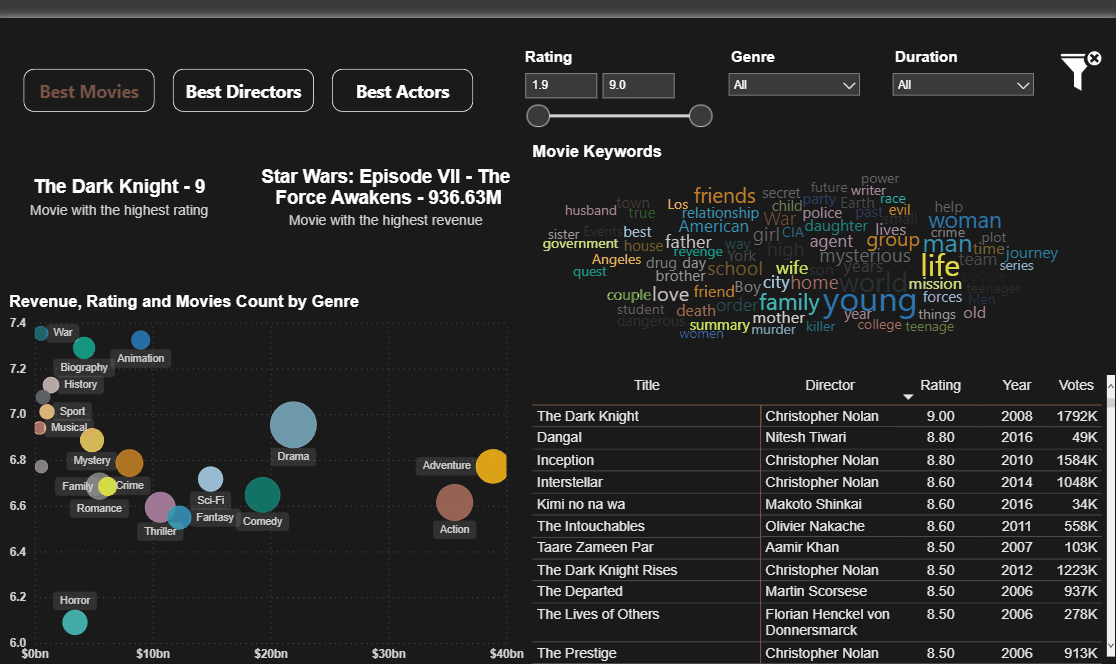 Best Movies
Best Directors
Best Actors
Rating
1.9
9.0
Genre
All
Duration
All
The Dark Knight - 9
Movie with the highest rating
Star Wars: Episode VII - The
Force Awakens - 936.63M
Movie with the highest revenue
Movie Keywords
power
future writer
secret
town
friends
party Earth race
husband
true
Los
child
relationship
War
police
past
evil
small
help
woman
sister
Events
best
American
girl
CIA
daughter
lives
crime
plot
government
house
father
way
high
agent
group
man
time
journey
Angeles
revenge
York
mysterious
life
team
series
quest
drug
day
school
wife
son
years
people
brother
city
home
world
mission
teenager
couple
love
friend
Boy
order
family
young
forces
Men
student
death
mother
year
things
old
dangerous
summary
murder
killer
college
teenage
women
Revenue, Rating and Movies Count by Genre
7.4
7.2
7.0
6.8
6.6
6.4
6.2
6.0
War
Animation
Biography
History
Sport
Musical
Drama
Mystery
Adventure
Family
Crime
Sci-Fi
Romance
Fantasy
Comedy
Thriller
Action
Horror
$0bn
$10bn
$20bn
$30bn
$40bn
Title Director Rating Year Votes
The Dark Knight Christopher Nolan 9.00 2008 1792K
Dangal Nitesh Tiwari 8.80 2016 49K
Inception Christopher Nolan 8.80 2010 1584K
Interstellar Christopher Nolan 8.60 2014 1048K
Kimi no na wa Makoto Shinkai 8.60 2016 34K
The Intouchables Olivier Nakache 8.60 2011 558K
Taare Zameen Par Aamir Khan 8.50 2007 103K
The Dark Knight Rises Christopher Nolan 8.50 2012 1223K
The Departed Martin Scorsese 8.50 2006 937K
The Lives of Others Florian Henckel von 8.50 2006 278K
Donnersmarck
The Prestige Christopher Nolan 8.50 2006 913K